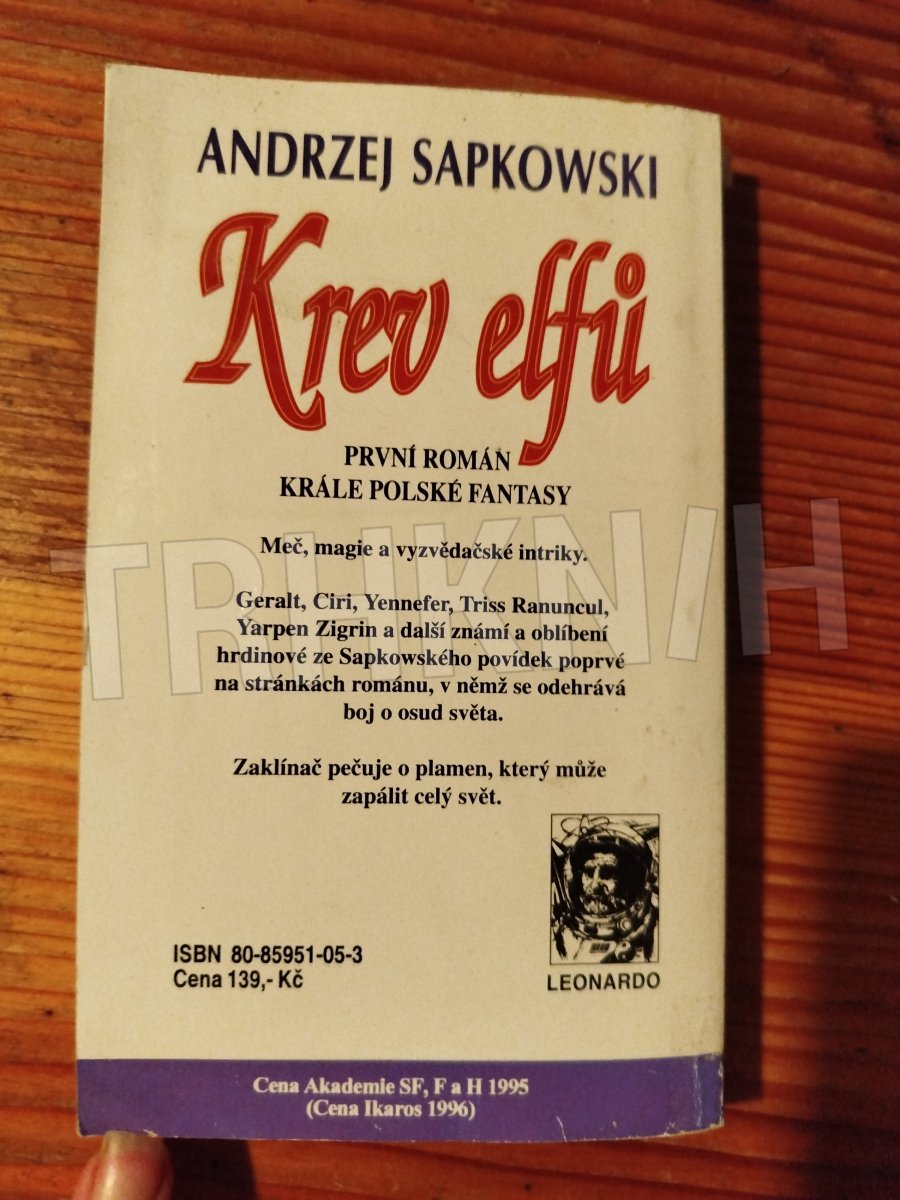 ANDRZEJ SAPKOWSKI
Krev elfů
PRVNÍ ROMÁN
KRÁLE POLSKÉ FANTASY
Meč, magie a vyzvědačské intriky.
Geralt, Ciri, Yennefer, Triss Ranuncul,
Yarpen Zigrin a další známí a oblíbení
hrdinové ze Sapkowského povídek poprvé
na stránkách románu, v němž se odehrává
boj o osud světa.
Zaklínač pečuje o plamen, který může
zapálit celý svět.
ISBN 80-85951-05-3
Cena 139,- Kč
LEONARDO
Cena Akademie SF, F a H 1995
(Cena Ikaros 1996)
TRHKNIH